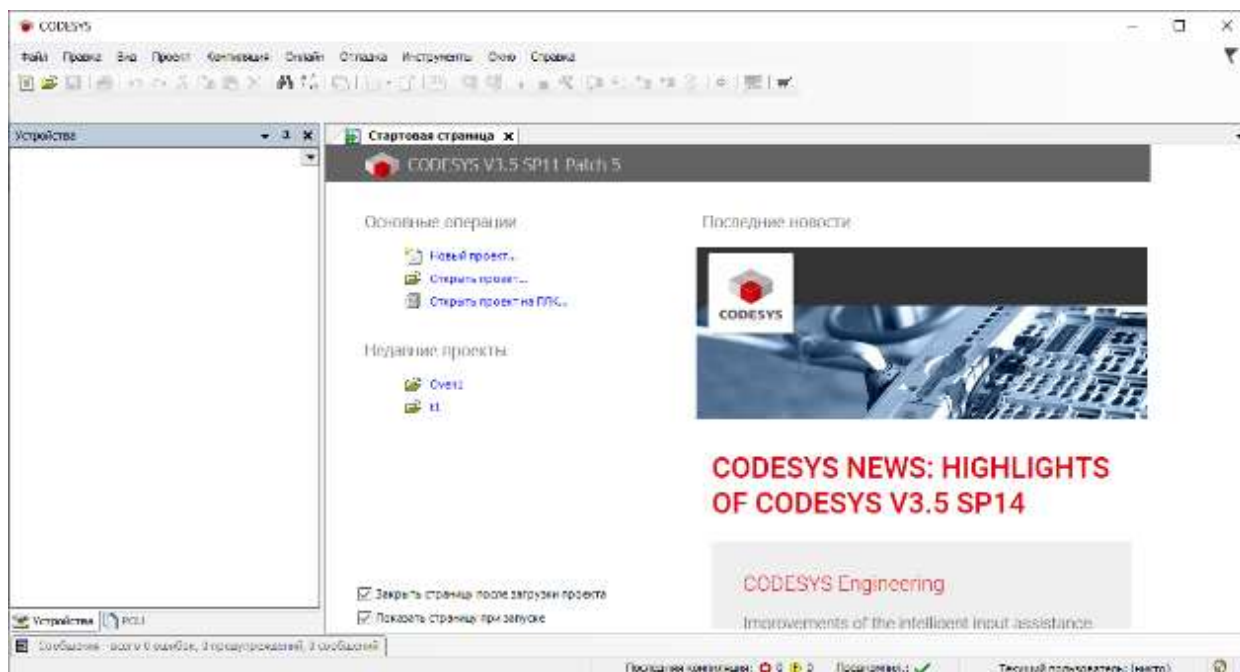 CODESYS
Файл Правка Вид Проект Компиляция Онлайн Отладка Инструменты Окно Справка
Устройства
Стартовая страница
CODESYS V3.5 SP11 Patch 5
Основные операции
Последние новости
Новый проект...
Открыть проект...
Открыть проект на ПЛК...
CODESYS
Недавние проекты
t1
CODESYS NEWS: HIGHLIGHTS
OF CODESYS V3.5 SP14
CODESYS Engineering
Закрыть страницу после загрузки проекта
Показать страницу при запуске
Improvements of the intelligent input assistance
Устройства POU
Сообщения - всего 0 ошибок, 0 предупреждений, 0 сообщений
Последняя компиляция: 0 0 Предкомпил.: Текущий пользователь: (никто)